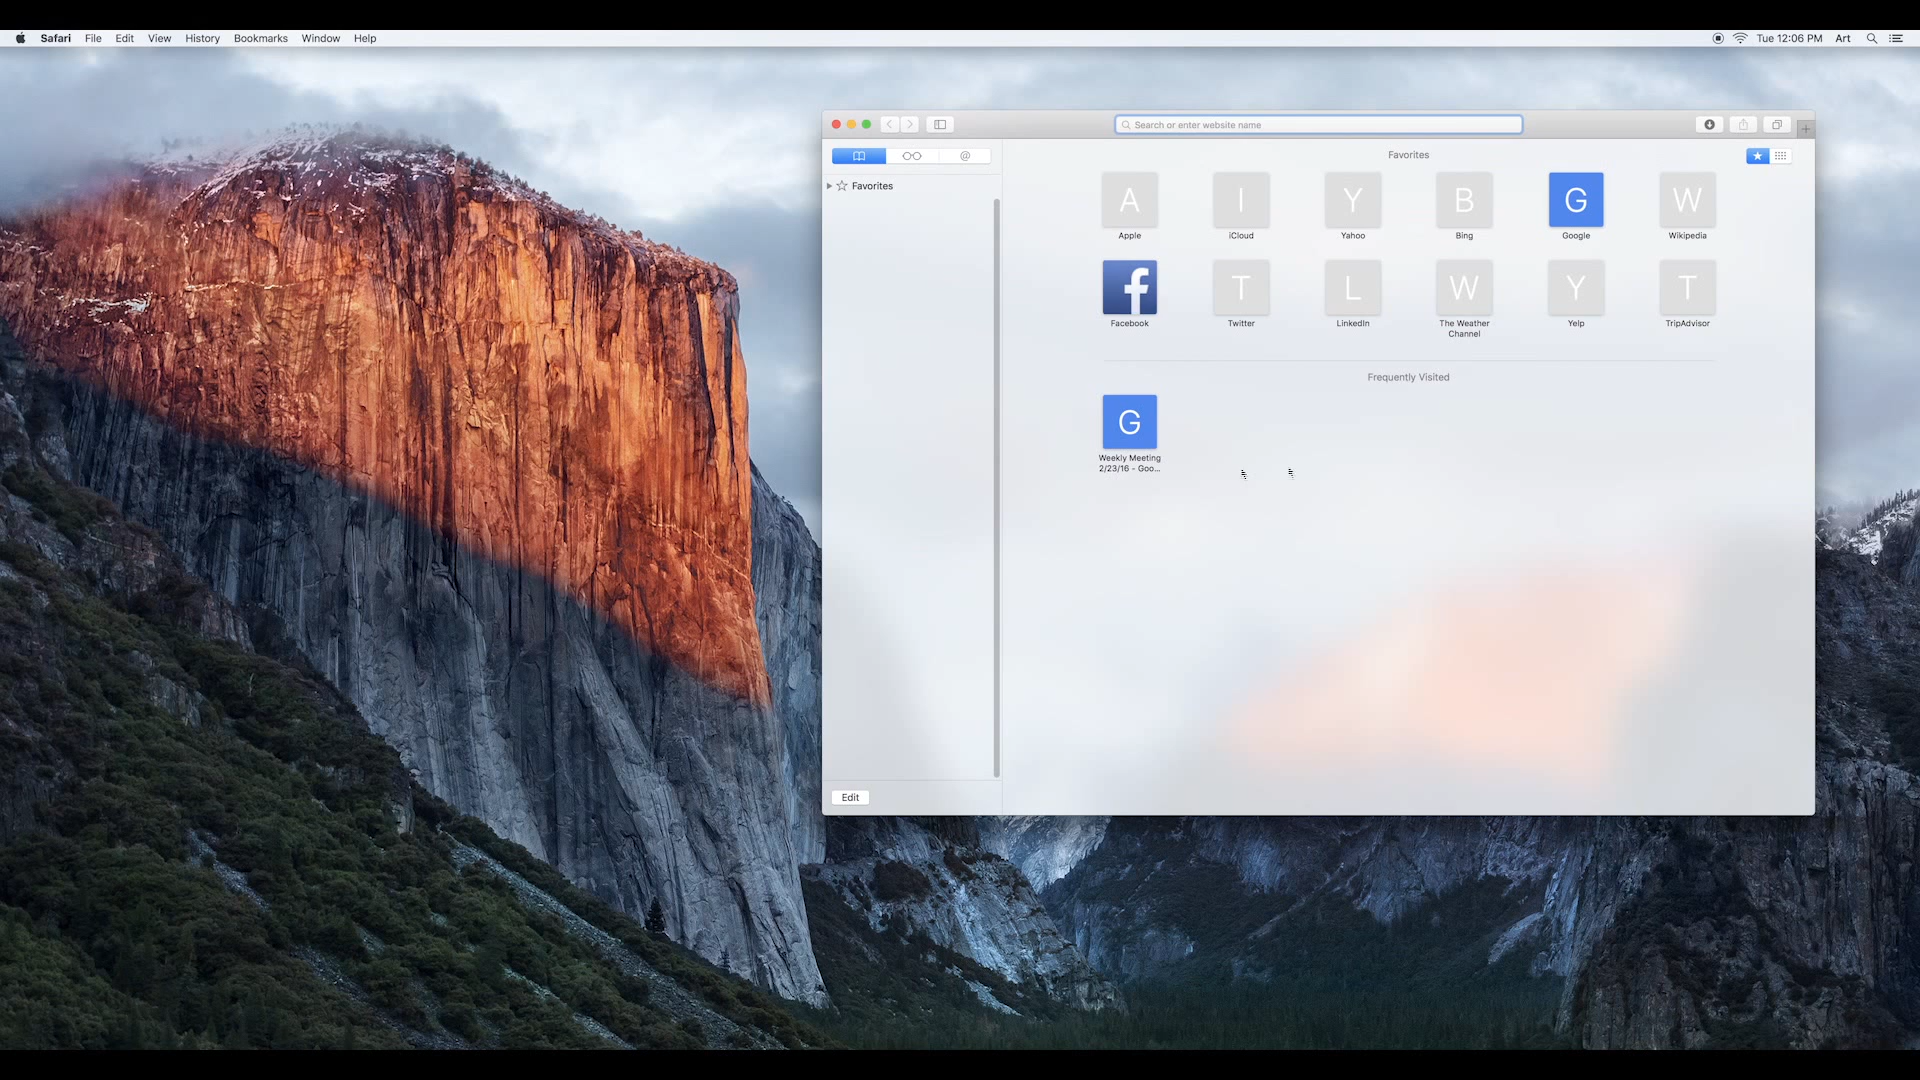 Safari File Edit View History Bookmarks Window Help
Tue 12:06 PM Art
Search or enter website name
@
Favorites
Favorites
A I Y B G W
Apple iCloud Yahoo Bing Google Wikipedia
f T L W Y T
Facebook Twitter LinkedIn The Weather Yelp TripAdvisor
Channel
Frequently Visited
G
Weekly Meeting
2/23/16 - Goo...
Edit